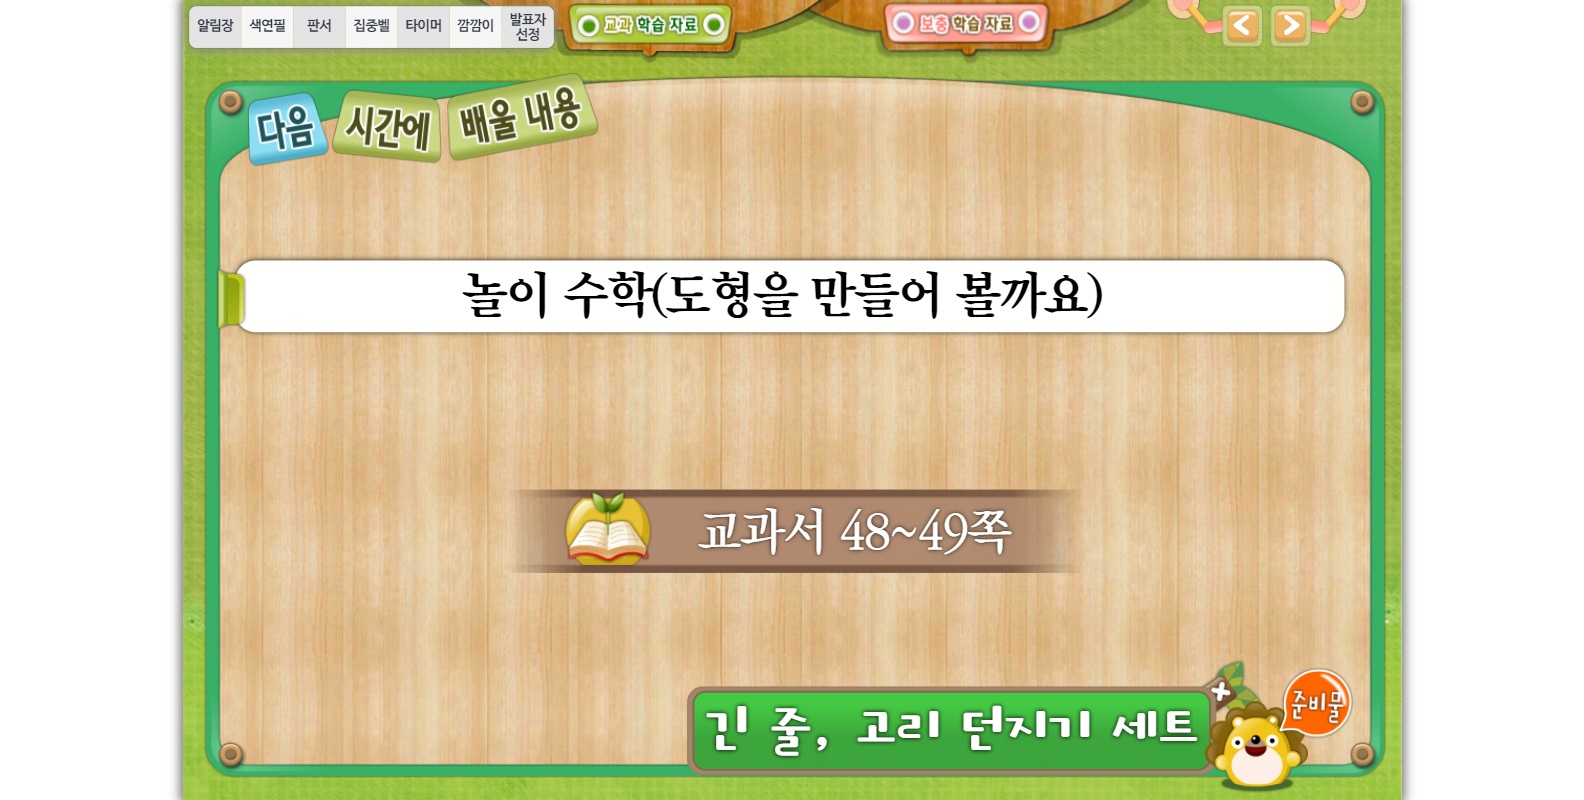 알림장 색연필 판서 집중벨 타이머 깜깜이 발표자 선정
교과 학습 자료
보충 학습 자료
다음 시간에 배울 내용
놀이 수학(도형을 만들어 볼까요)
교과서 48~49쪽
준비물
긴 줄, 고리 던지기 세트